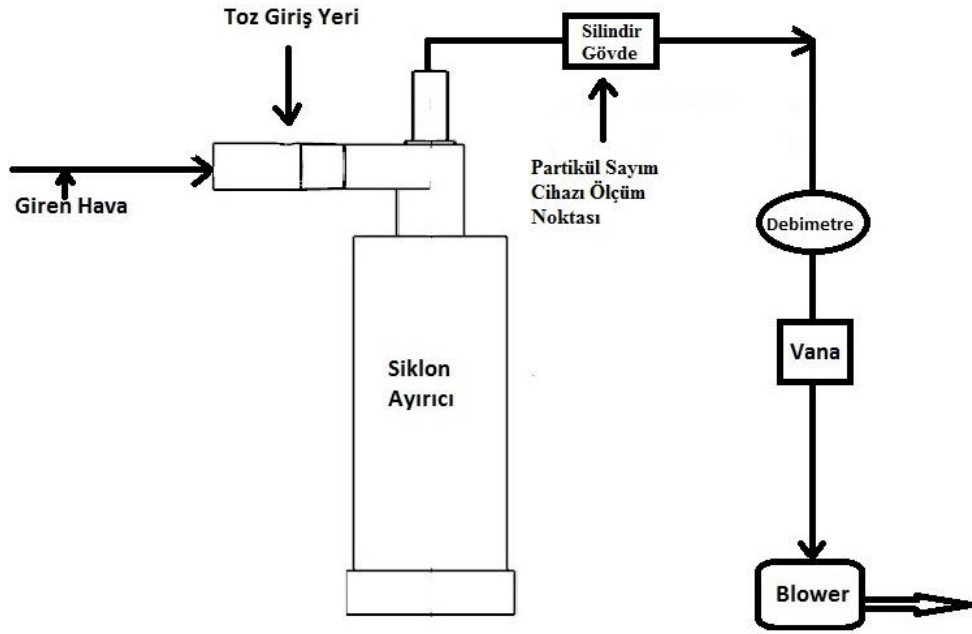 Toz Giriş Yeri
Silindir
Gövde
Giren Hava
Partikül Sayım
Cihazı Ölçüm
Noktası
Debimetre
Vana
Siklon
Ayırıcı
Blower